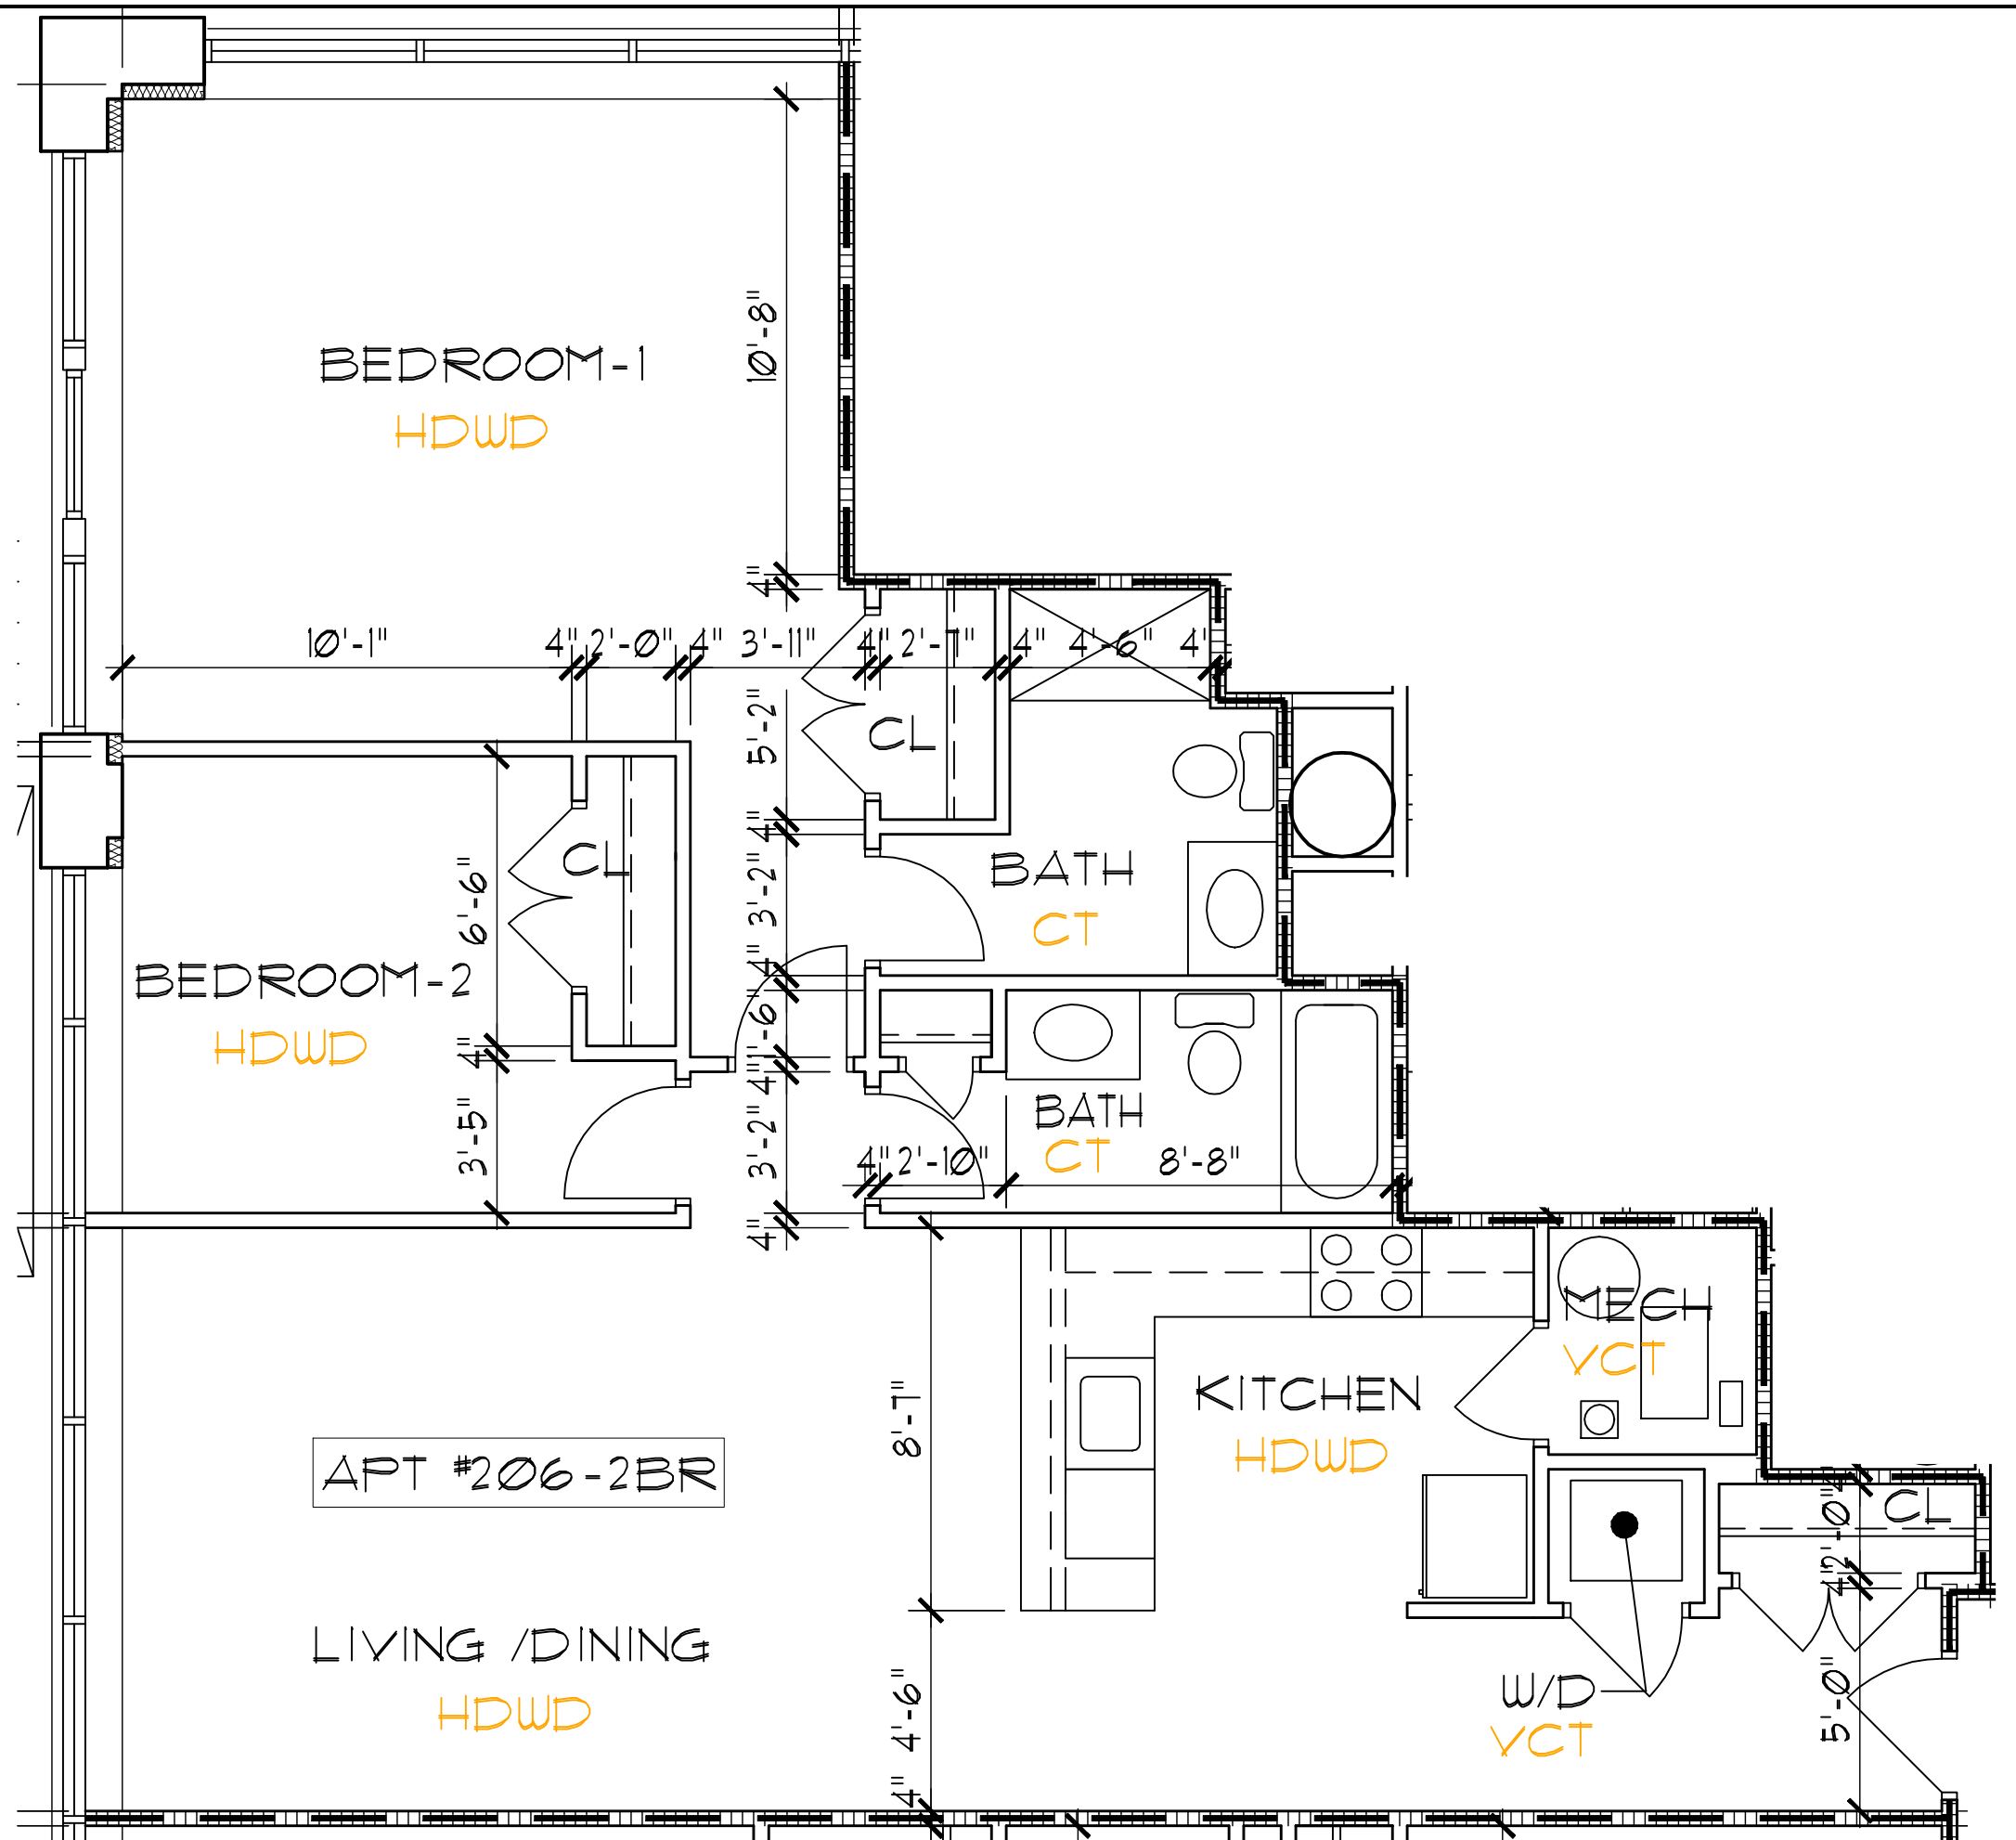 10'-8"
BEDROOM-1
HDWD
4"
10'-1" 4" 2'-0" 4" 3'-11" 4" 2'-7" 4" 4'-6" 4"
5'-2"
CL
4"
CL
BATH
3'-2"
6'-6"
CT
BEDROOM-2
4"
HDWD
1'-6"
4"
4"
BATH
3'-5"
3'-2"
4" 2'-10" CT 8'-8"
4"
MECH
VCT
KITCHEN
8'-7"
HDWD
APT #206-2BR
CL
2'-0"
4"
LIVING /DINING
W/D
5'-0"
4'-6"
HDWD
VCT
4"